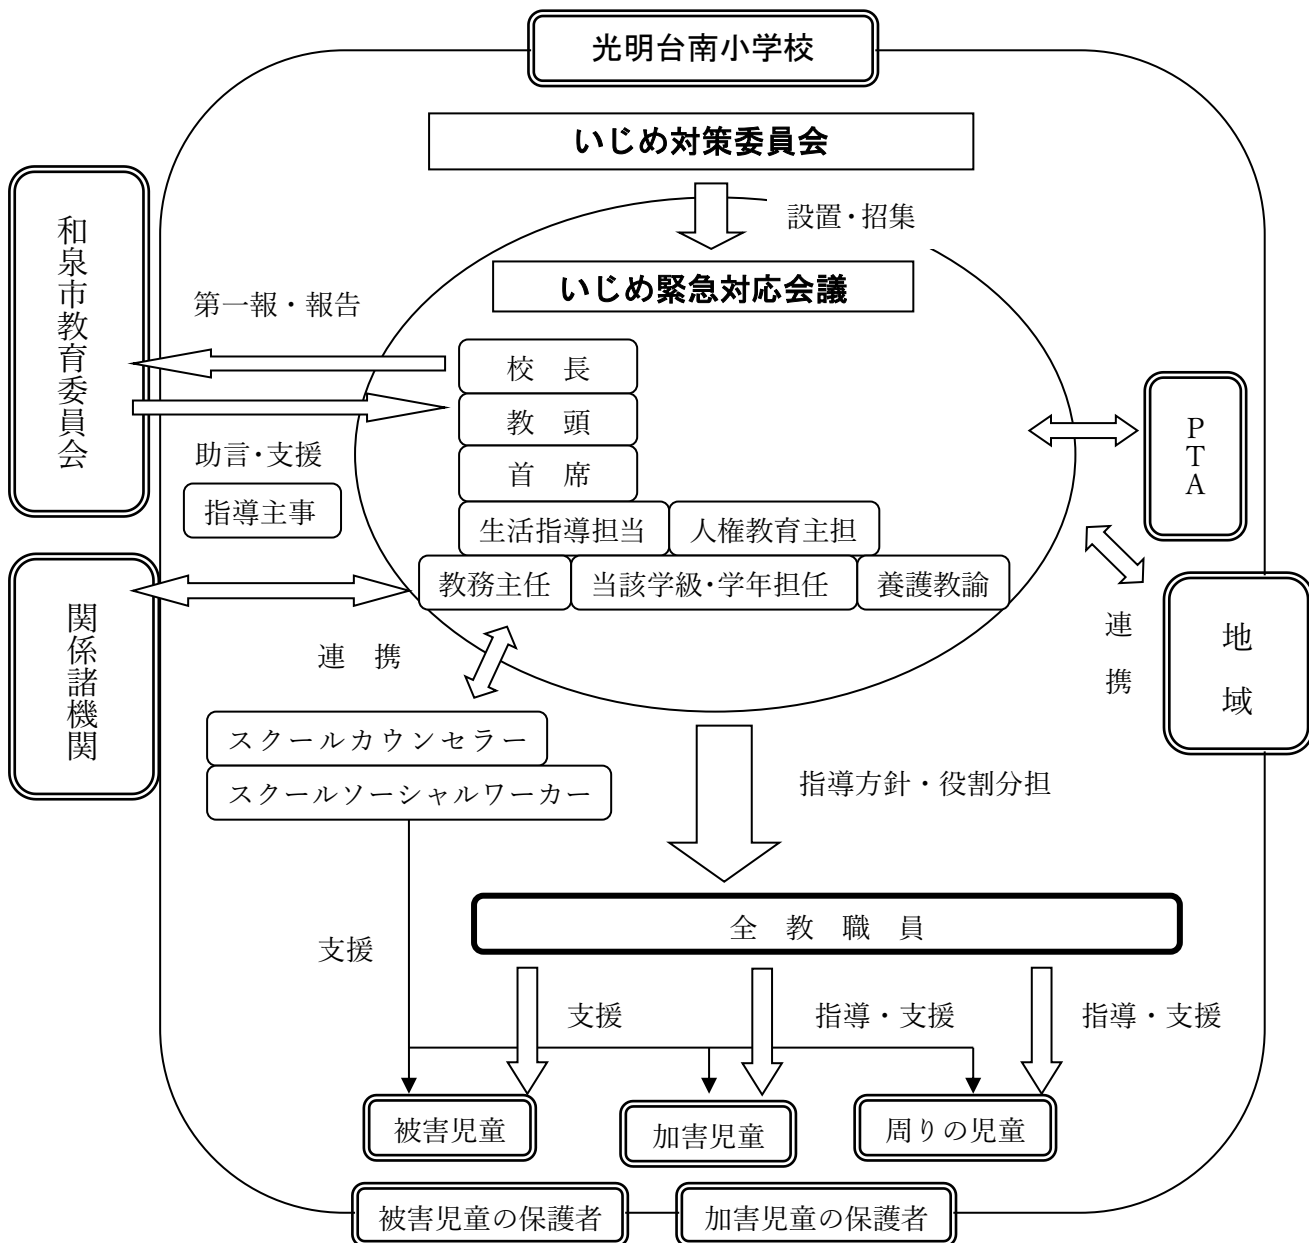 光明台南小学校
いじめ対策委員会
設置・招集
いじめ緊急対応会議
和泉市教育委員会
第一報・報告
校　長
教　頭
首　席
助言・支援
指導主事
生活指導担当
人権教育主担
教務主任
当該学級・学年担任
養護教諭
PTA
関係諸機関
連　携
連携
地域
スクールカウンセラー
スクールソーシャルワーカー
指導方針・役割分担
全　教　職　員
支援
支援
指導・支援
指導・支援
被害児童
加害児童
周りの児童
被害児童の保護者
加害児童の保護者